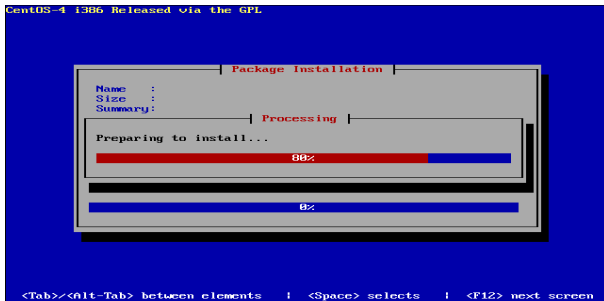 CentOS-4 i386 Released via the GPL
Package Installation
Name :
Size :
Summary:
Processing
Preparing to install...
80%
0%
<Tab>/<Alt-Tab> between elements | <Space> selects | <F12> next screen